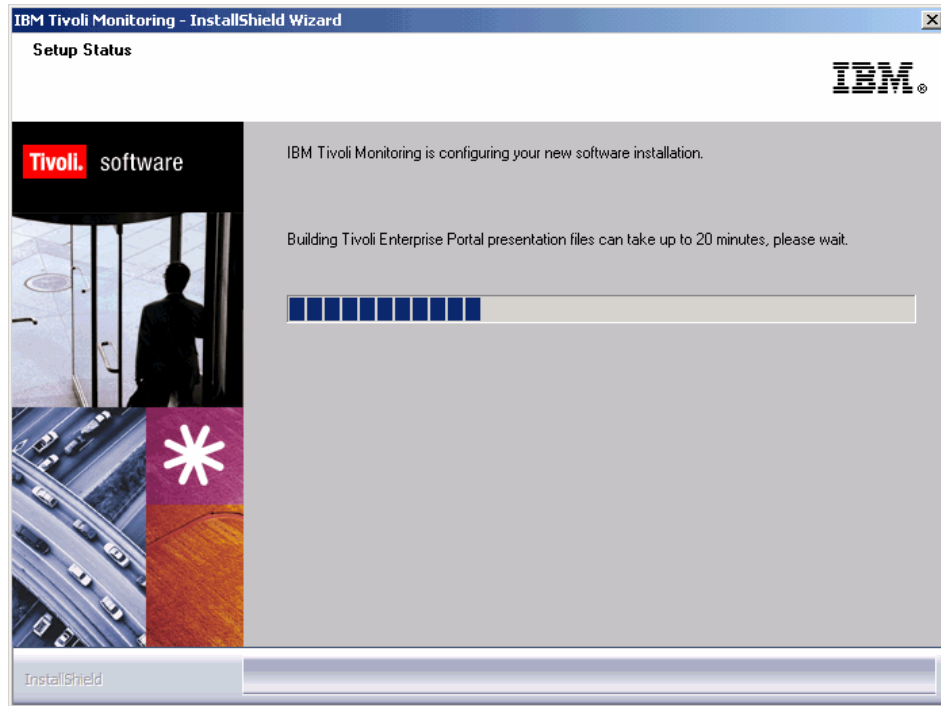 IBM Tivoli Monitoring - InstallShield Wizard
Setup Status
IBM®
Tivoli. software
IBM Tivoli Monitoring is configuring your new software installation.
Building Tivoli Enterprise Portal presentation files can take up to 20 minutes, please wait.
InstallShield